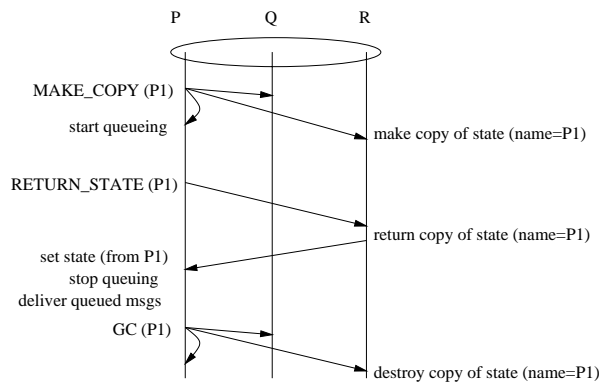 P Q R
MAKE_COPY (P1)
start queueing
make copy of state (name=P1)
RETURN_STATE (P1)
return copy of state (name=P1)
set state (from P1)
stop queuing
deliver queued msgs
GC (P1)
destroy copy of state (name=P1)